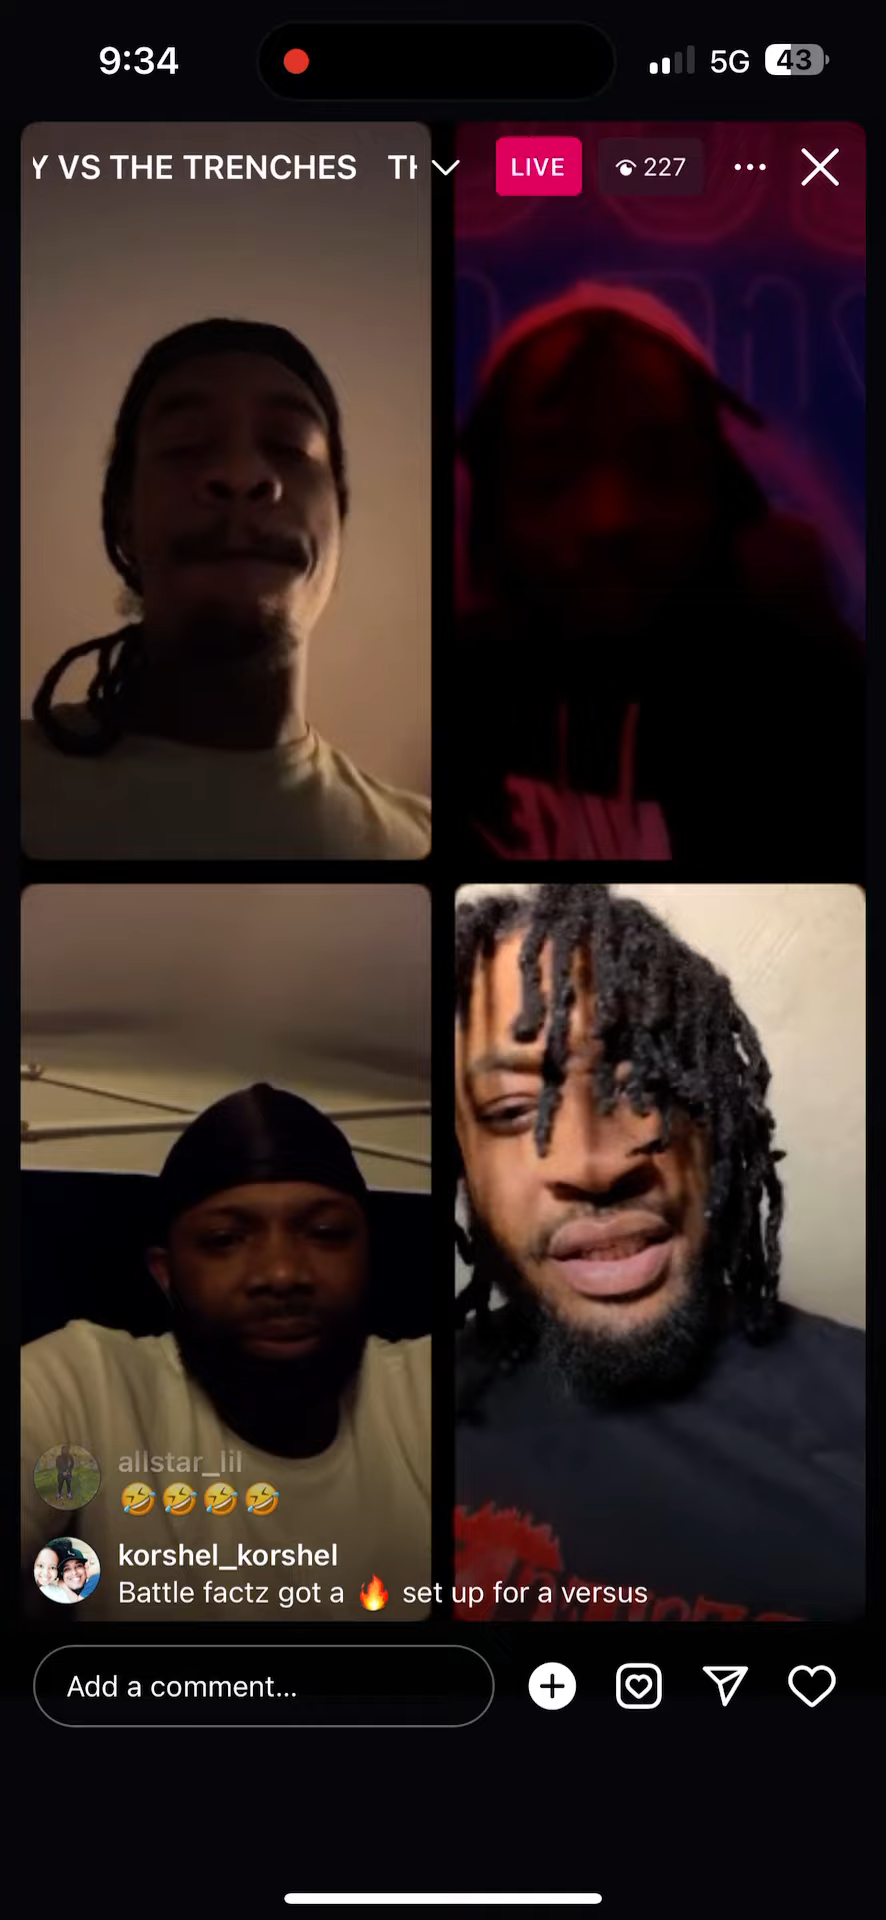 9:34
5G
43
Y VS THE TRENCHES TH
LIVE
227
allstar_lil
🤣🤣🤣🤣
korshel_korshel
Battle factz got a 🔥 set up for a versus
Add a comment...